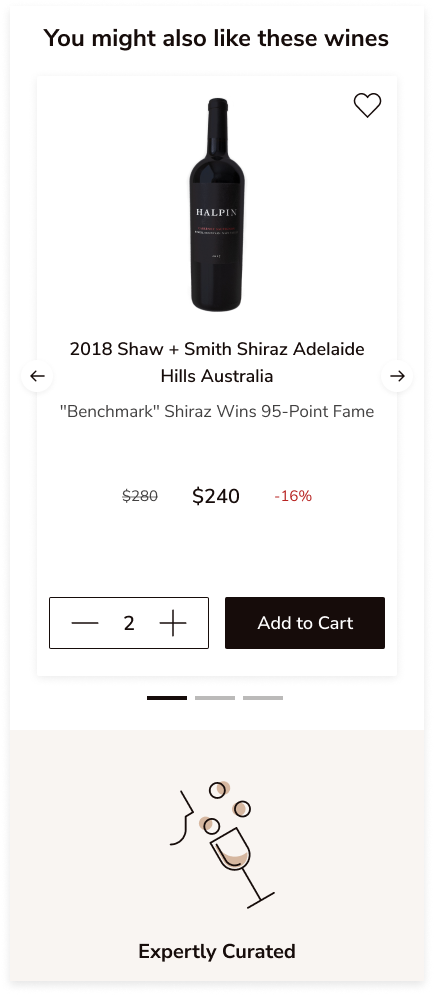 You might also like these wines
HALPIN
2018 Shaw + Smith Shiraz Adelaide
Hills Australia
"Benchmark" Shiraz Wins 95-Point Fame
$280 $240 -16%
2 Add to Cart
Expertly Curated